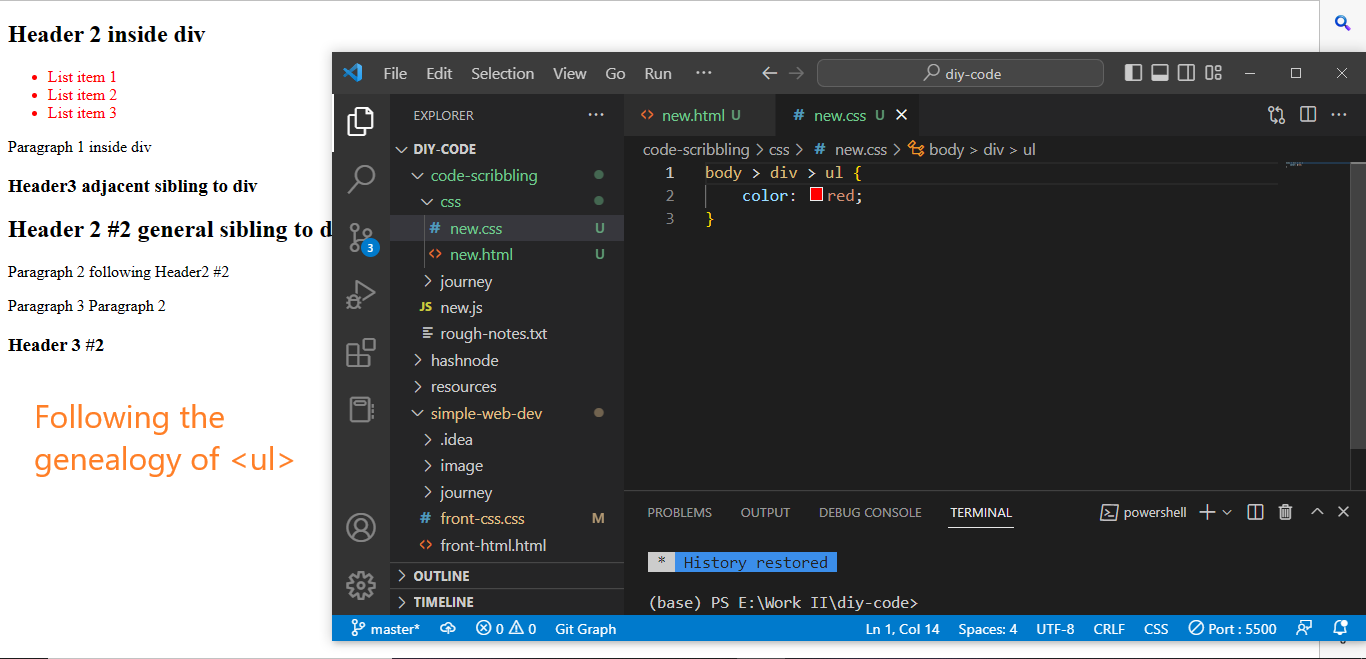 Header 2 inside div
List item 1
List item 2
List item 3
Paragraph 1 inside div
Header3 adjacent sibling to div
Header 2 #2 general sibling to d
Paragraph 2 following Header2 #2
Paragraph 3 Paragraph 2
Header 3 #2
Following the
genealogy of <ul>
File Edit Selection View Go Run ···
diy-code
EXPLORER ···
DIY-CODE
code-scribbling
css
# new.css U
<> new.html U
journey
JS new.js
rough-notes.txt
hashnode
resources
simple-web-dev
.idea
image
journey
# front-css.css M
<> front-html.html
OUTLINE
TIMELINE
3
<> new.html U # new.css U
code-scribbling > css > # new.css > body > div > ul
1 body > div > ul {
2 color: red;
3 }
PROBLEMS OUTPUT DEBUG CONSOLE TERMINAL powershell
* History restored
(base) PS E:\Work II\diy-code>
master* 0 0 Git Graph Ln 1, Col 14 Spaces: 4 UTF-8 CRLF CSS Port : 5500